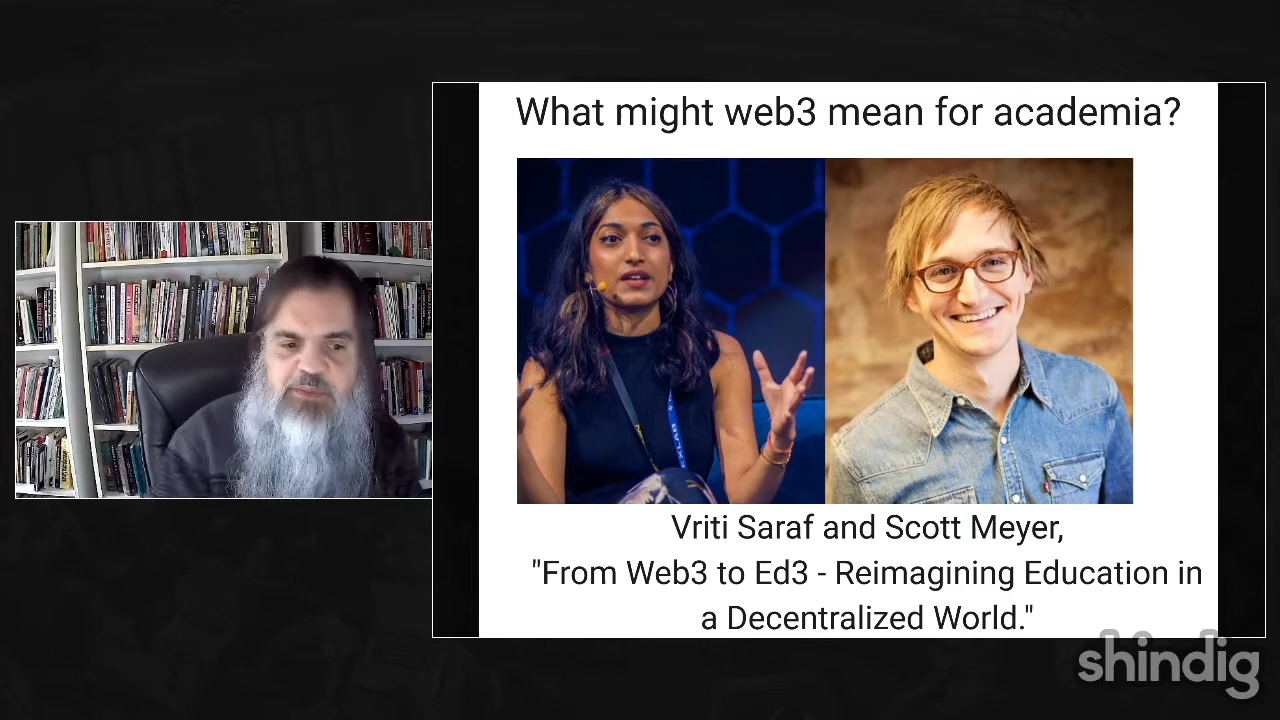 What might web3 mean for academia?
Vriti Saraf and Scott Meyer,
"From Web3 to Ed3 - Reimagining Education in
a Decentralized World."
shindig